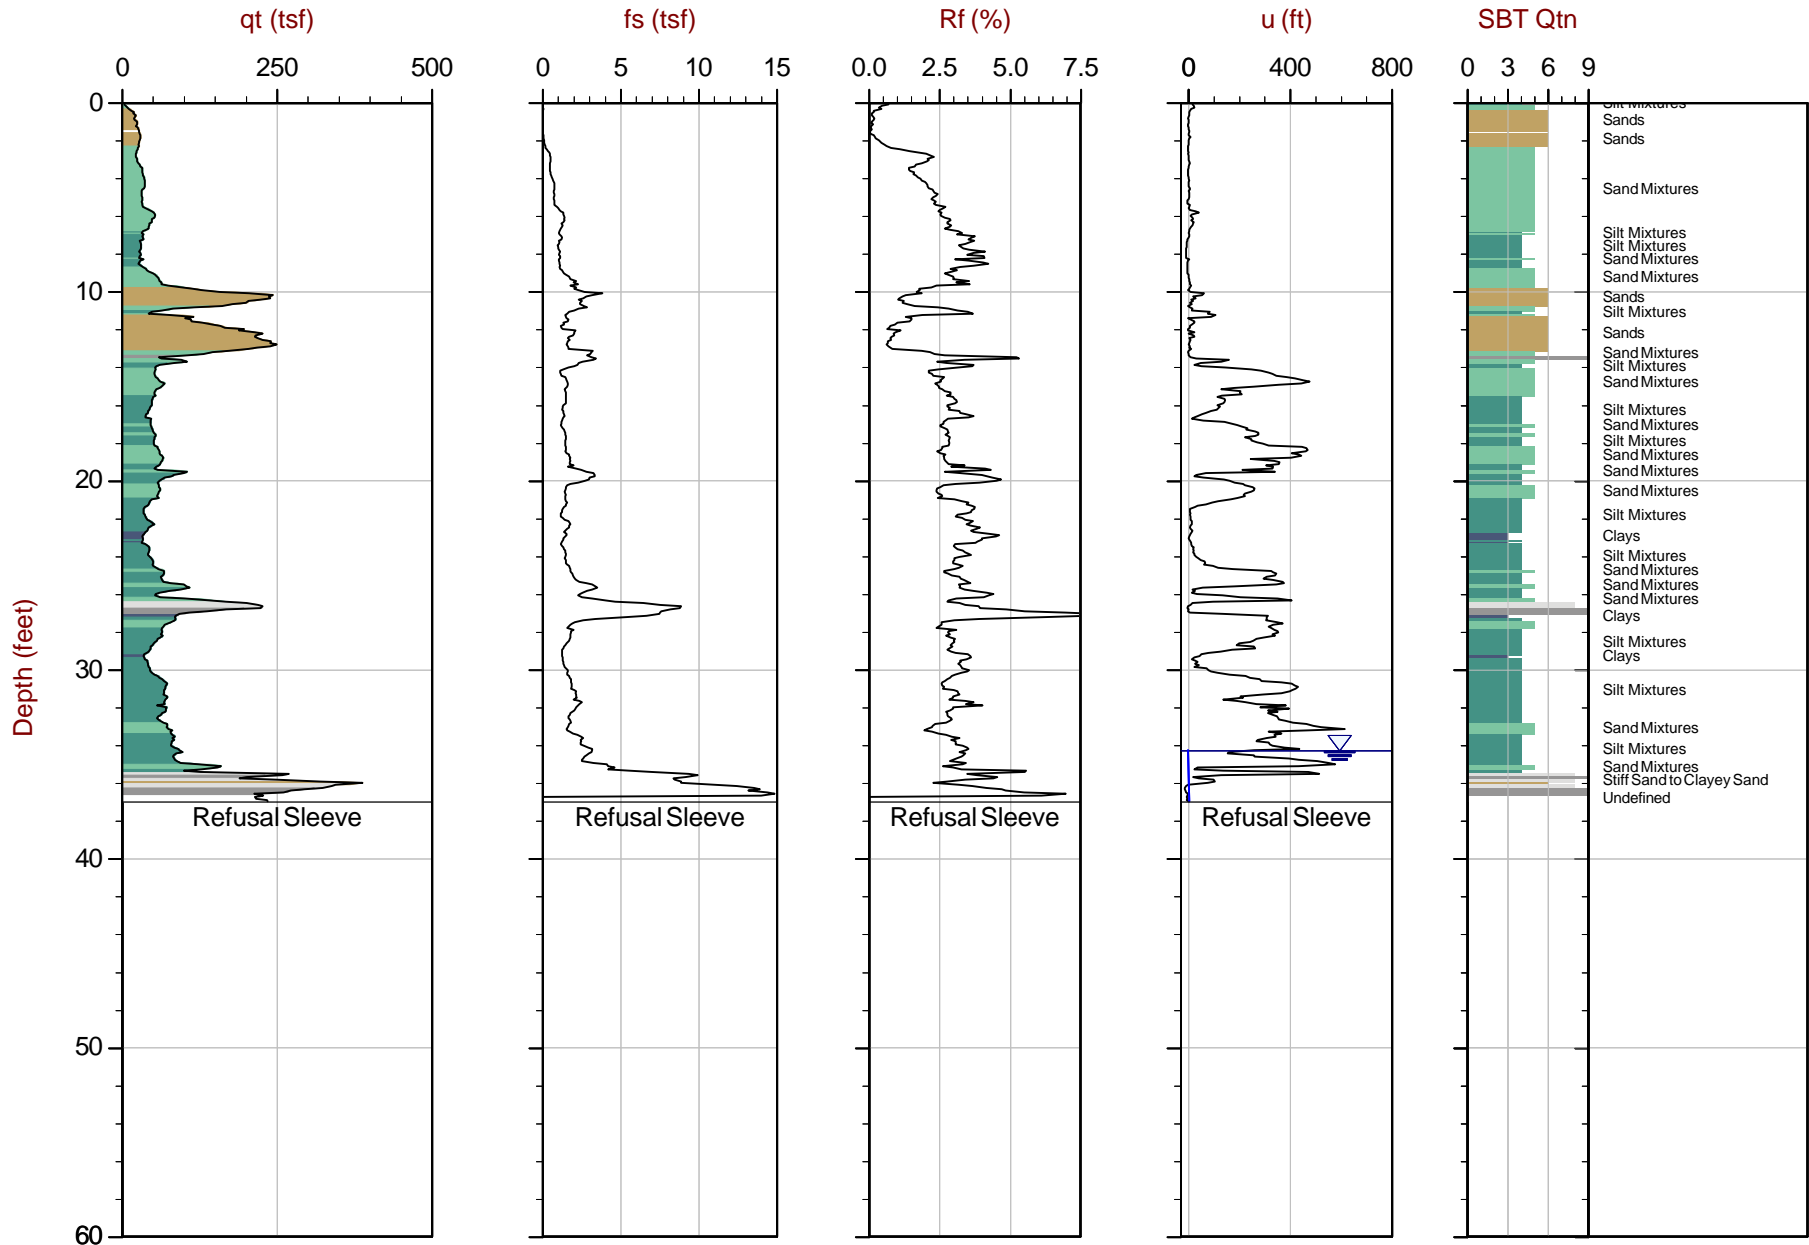 qt (tsf)
fs (tsf)
Rf (%)
u (ft)
SBT Qtn
0 250 500
0 5 10 15
0.0 2.5 5.0 7.5
0 400 800
0 3 6 9
Depth (feet)
0
10
20
30
40
50
60
Silt Mixtures
Sands
Sands
Sand Mixtures
Silt Mixtures
Silt Mixtures
Sand Mixtures
Sand Mixtures
Sands
Silt Mixtures
Sands
Sand Mixtures
Silt Mixtures
Sand Mixtures
Silt Mixtures
Sand Mixtures
Silt Mixtures
Sand Mixtures
Sand Mixtures
Sand Mixtures
Silt Mixtures
Clays
Silt Mixtures
Sand Mixtures
Sand Mixtures
Sand Mixtures
Clays
Silt Mixtures
Clays
Silt Mixtures
Sand Mixtures
Silt Mixtures
Sand Mixtures
Stiff Sand to Clayey Sand
Undefined
Refusal Sleeve
Refusal Sleeve
Refusal Sleeve
Refusal Sleeve